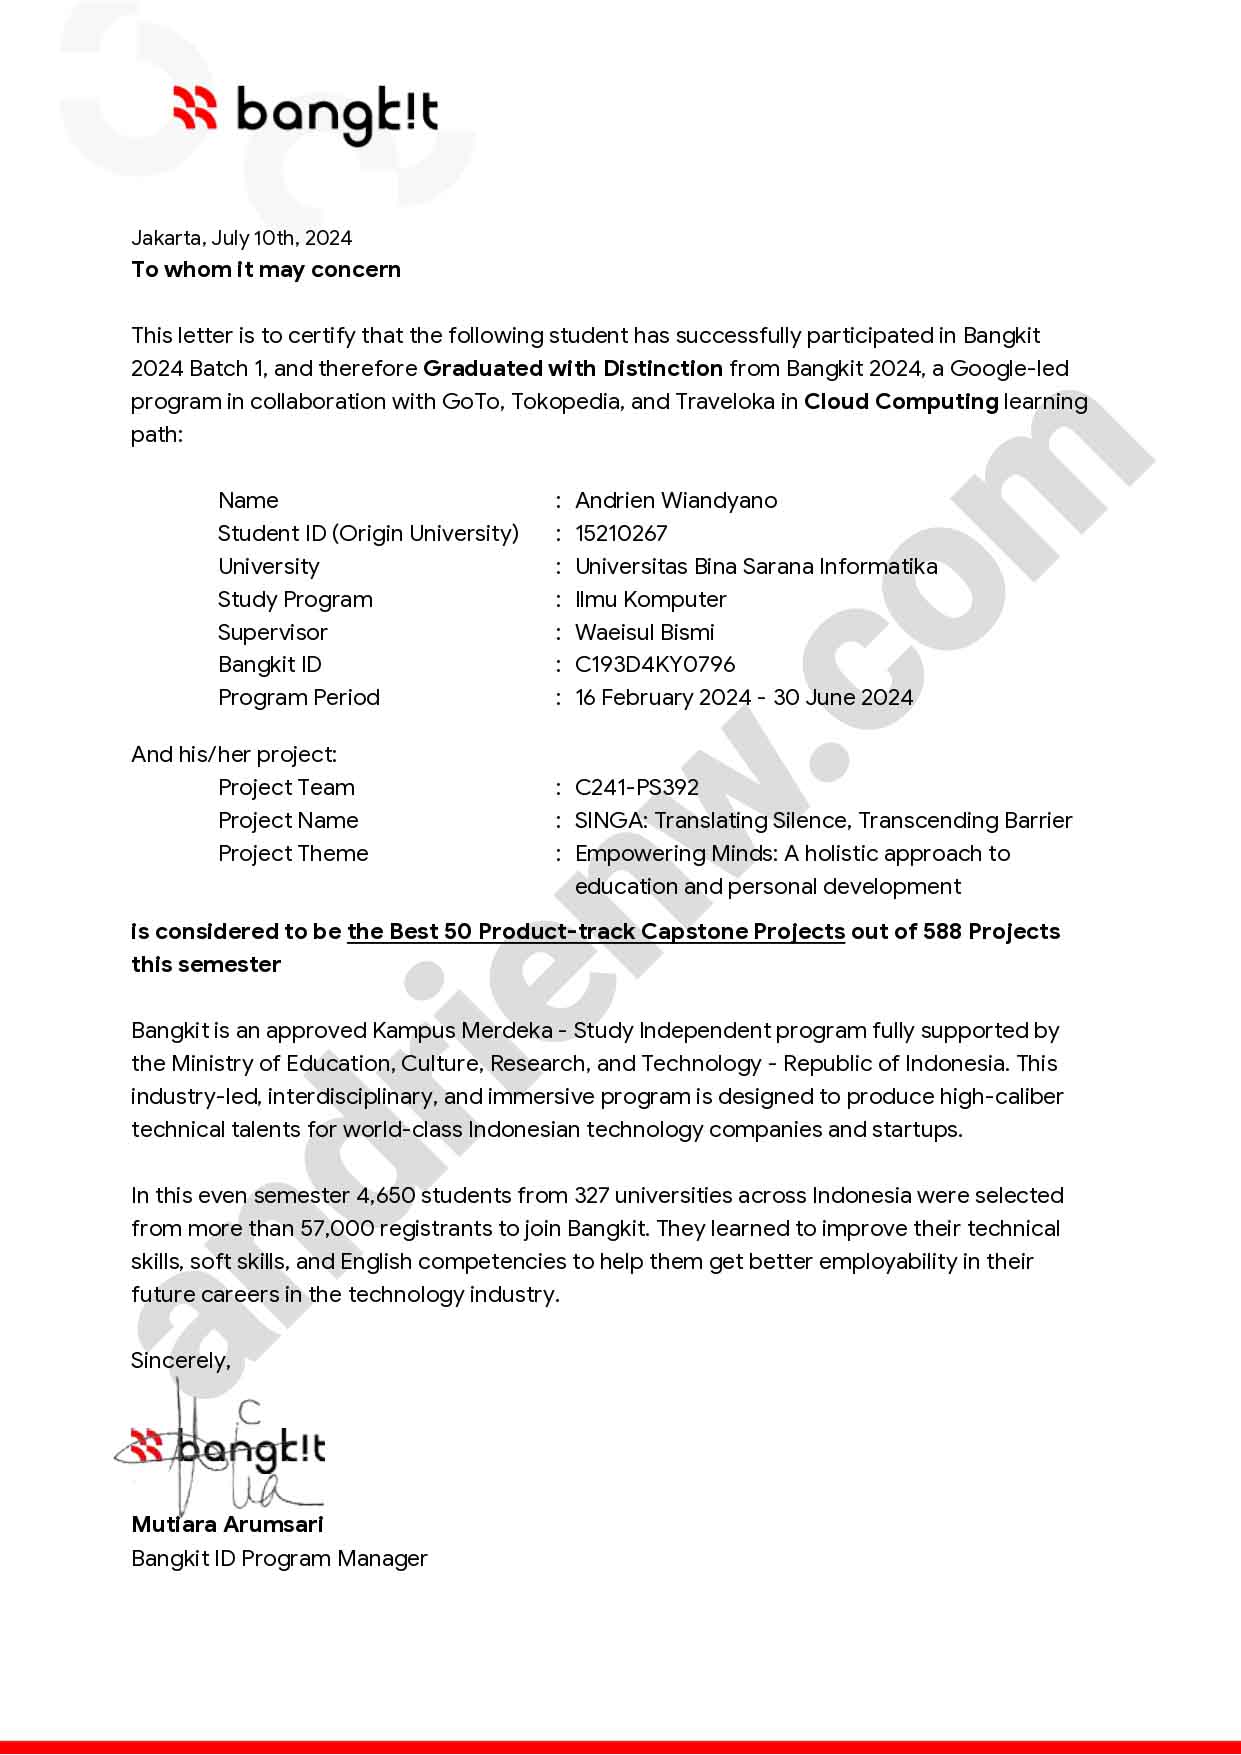 bangk!t
Jakarta, July 10th, 2024
To whom it may concern
This letter is to certify that the following student has successfully participated in Bangkit
2024 Batch 1, and therefore Graduated with Distinction from Bangkit 2024, a Google-led
program in collaboration with GoTo, Tokopedia, and Traveloka in Cloud Computing learning
path:
Name : Andrien Wiandyano
Student ID (Origin University) : 15210267
University : Universitas Bina Sarana Informatika
Study Program : Ilmu Komputer
Supervisor : Waeisul Bismi
Bangkit ID : C193D4KY0796
Program Period : 16 February 2024 - 30 June 2024
And his/her project:
Project Team : C241-PS392
Project Name : SINGA: Translating Silence, Transcending Barrier
Project Theme : Empowering Minds: A holistic approach to
education and personal development
is considered to be the Best 50 Product-track Capstone Projects out of 588 Projects
this semester
Bangkit is an approved Kampus Merdeka - Study Independent program fully supported by
the Ministry of Education, Culture, Research, and Technology - Republic of Indonesia. This
industry-led, interdisciplinary, and immersive program is designed to produce high-caliber
technical talents for world-class Indonesian technology companies and startups.
In this even semester 4,650 students from 327 universities across Indonesia were selected
from more than 57,000 registrants to join Bangkit. They learned to improve their technical
skills, soft skills, and English competencies to help them get better employability in their
future careers in the technology industry.
Sincerely,
bangk!t
Mutiara Arumsari
Bangkit ID Program Manager
andrienw.com